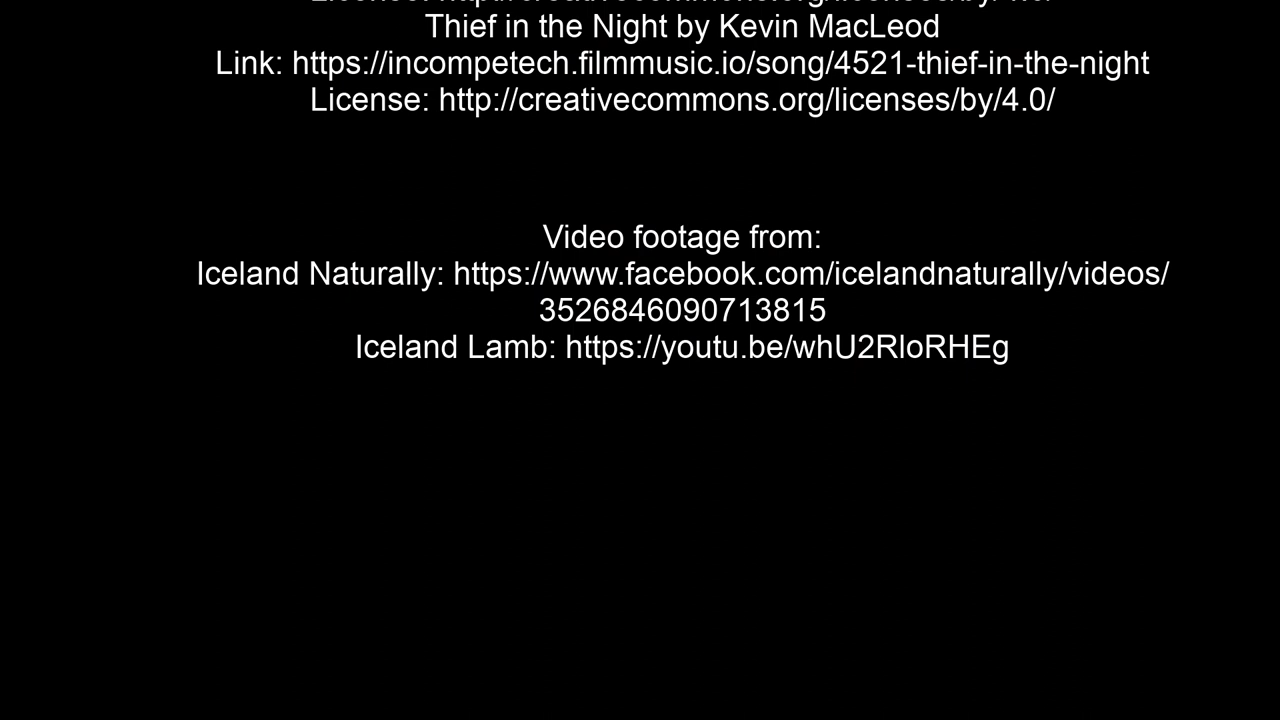 Thief in the Night by Kevin MacLeod
Link: https://incompetech.filmmusic.io/song/4521-thief-in-the-night
License: http://creativecommons.org/licenses/by/4.0/
Video footage from:
Iceland Naturally: https://www.facebook.com/icelandnaturally/videos/
3526846090713815
Iceland Lamb: https://youtu.be/whU2RloRHEg